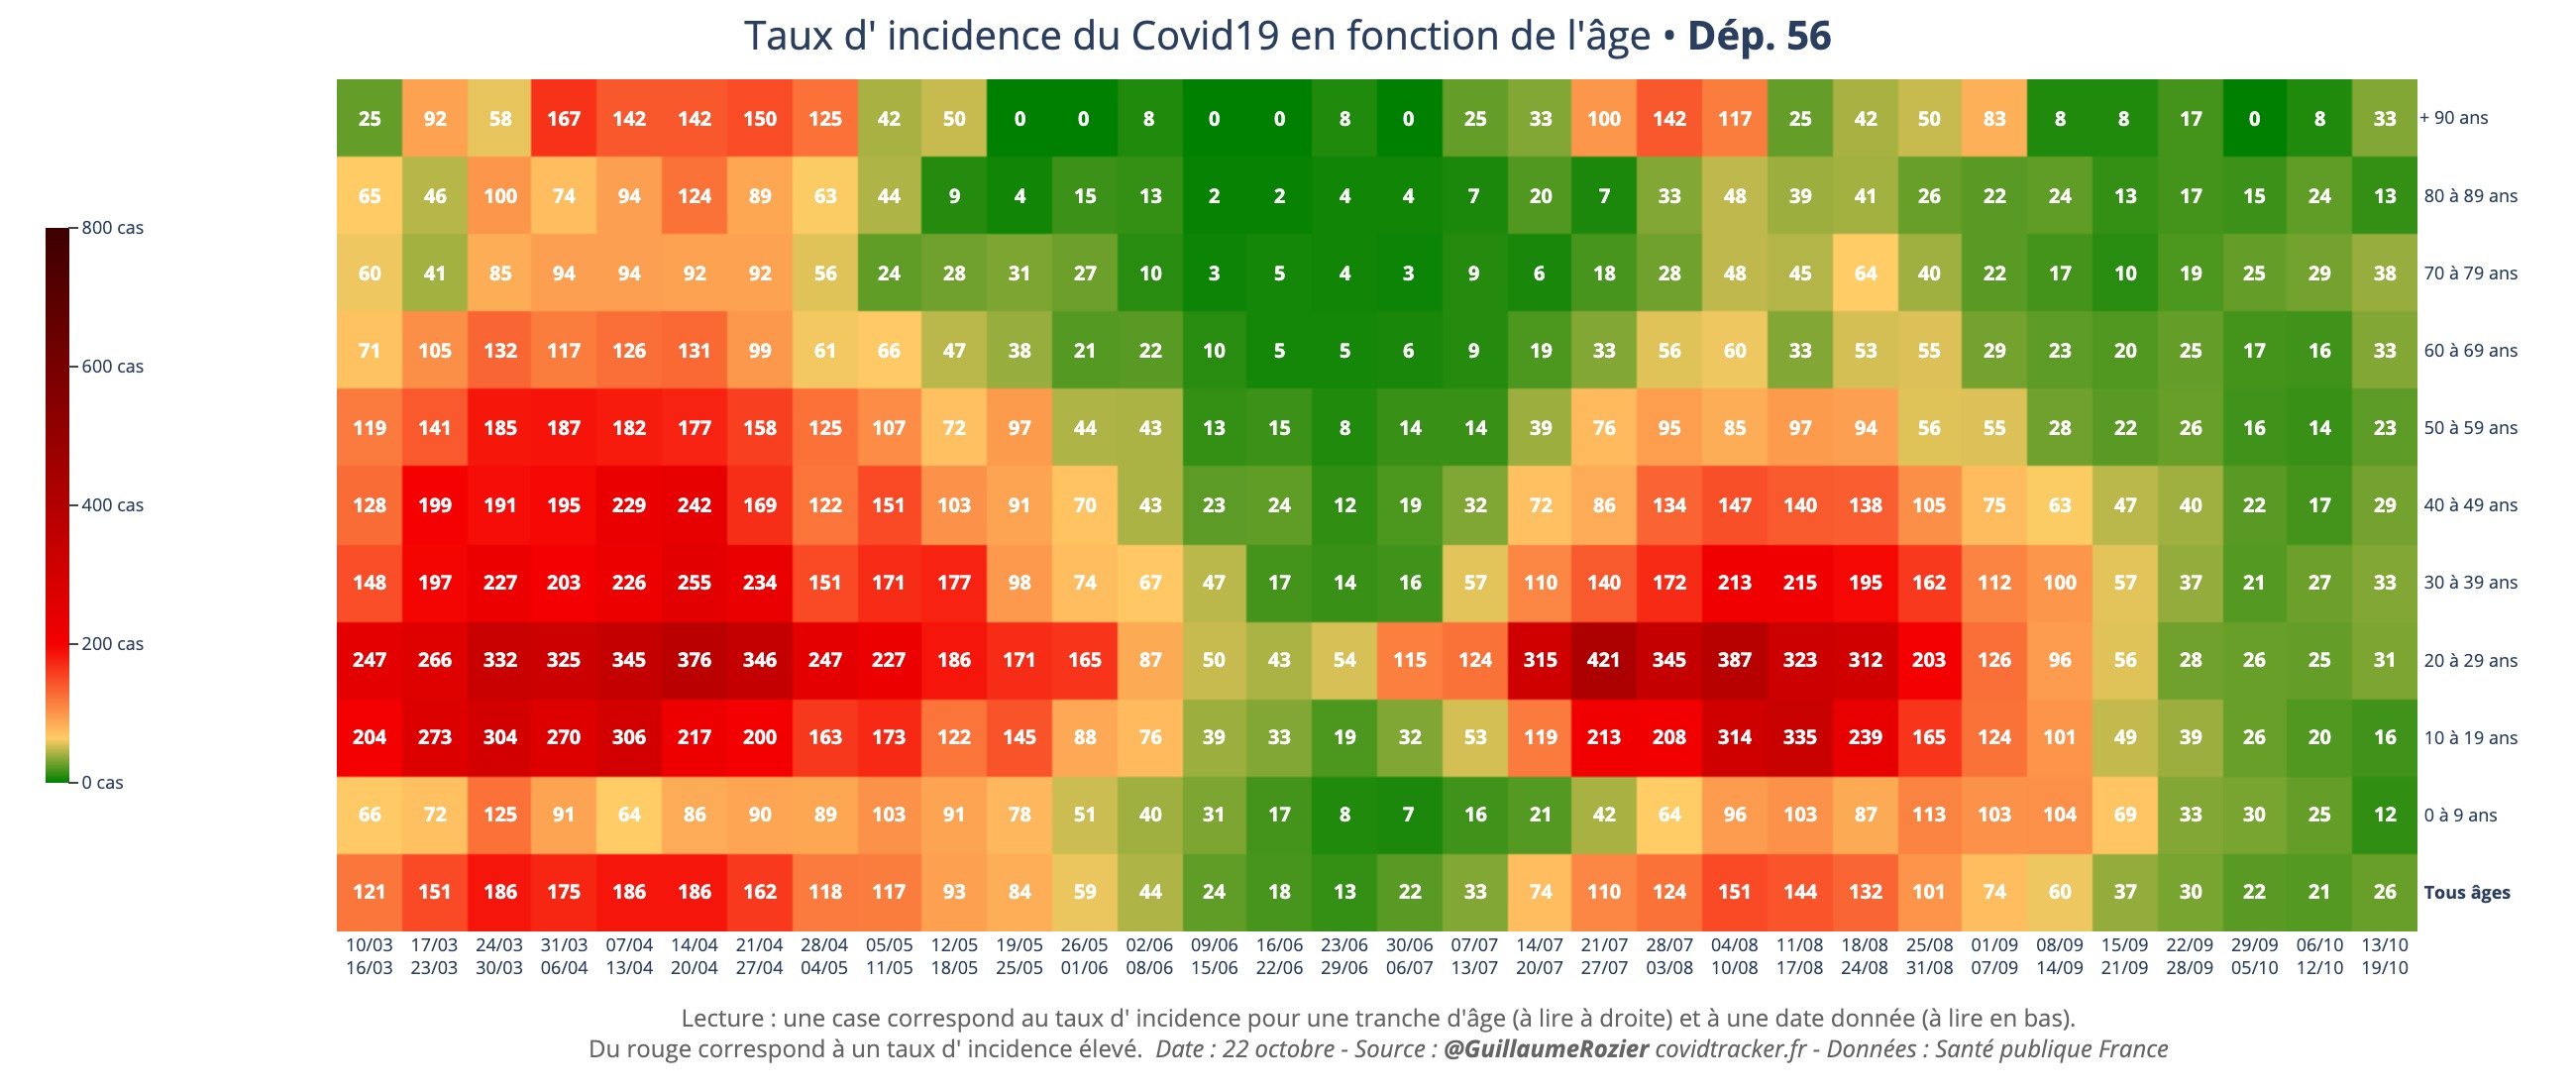 Taux d' incidence du Covid19 en fonction de l'âge • Dép. 56
25 92 58 167 142 142 150 125 42 50 0 0 8 0 0 8 0 25 33 100 142 117 25 42 50 83 8 8 17 0 8 33 + 90 ans
65 46 100 74 94 124 89 63 44 9 4 15 13 2 2 4 4 7 20 7 33 48 39 41 26 22 24 13 17 15 24 13 80 à 89 ans
800 cas
60 41 85 94 94 92 92 56 24 28 31 27 10 3 5 4 3 9 6 18 28 48 45 64 40 22 17 10 19 25 29 38 70 à 79 ans
71 105 132 117 126 131 99 61 66 47 38 21 22 10 5 5 6 9 19 33 56 60 33 53 55 29 23 20 25 17 16 33 60 à 69 ans
600 cas
119 141 185 187 182 177 158 125 107 72 97 44 43 13 15 8 14 14 39 76 95 85 97 94 56 55 28 22 26 16 14 23 50 à 59 ans
400 cas
128 199 191 195 229 242 169 122 151 103 91 70 43 23 24 12 19 32 72 86 134 147 140 138 105 75 63 47 40 22 17 29 40 à 49 ans
148 197 227 203 226 255 234 151 171 177 98 74 67 47 17 14 16 57 110 140 172 213 215 195 162 112 100 57 37 21 27 33 30 à 39 ans
200 cas
247 266 332 325 345 376 346 247 227 186 171 165 87 50 43 54 115 124 315 421 345 387 323 312 203 126 96 56 28 26 25 31 20 à 29 ans
204 273 304 270 306 217 200 163 173 122 145 88 76 39 33 19 32 53 119 213 208 314 335 239 165 124 101 49 39 26 20 16 10 à 19 ans
0 cas
66 72 125 91 64 86 90 89 103 91 78 51 40 31 17 8 7 16 21 42 64 96 103 87 113 103 104 69 33 30 25 12 0 à 9 ans
121 151 186 175 186 186 162 118 117 93 84 59 44 24 18 13 22 33 74 110 124 151 144 132 101 74 60 37 30 22 21 26 Tous âges
10/03 17/03 24/03 31/03 07/04 14/04 21/04 28/04 05/05 12/05 19/05 26/05 02/06 09/06 16/06 23/06 30/06 07/07 14/07 21/07 28/07 04/08 11/08 18/08 25/08 01/09 08/09 15/09 22/09 29/09 06/10 13/10
16/03 23/03 30/03 06/04 13/04 20/04 27/04 04/05 11/05 18/05 25/05 01/06 08/06 15/06 22/06 29/06 06/07 13/07 20/07 27/07 03/08 10/08 17/08 24/08 31/08 07/09 14/09 21/09 28/09 05/10 12/10 19/10
Lecture : une case correspond au taux d' incidence pour une tranche d'âge (à lire à droite) et à une date donnée (à lire en bas).
Du rouge correspond à un taux d' incidence élevé. Date : 22 octobre - Source : @GuillaumeRozier covidtracker.fr - Données : Santé publique France